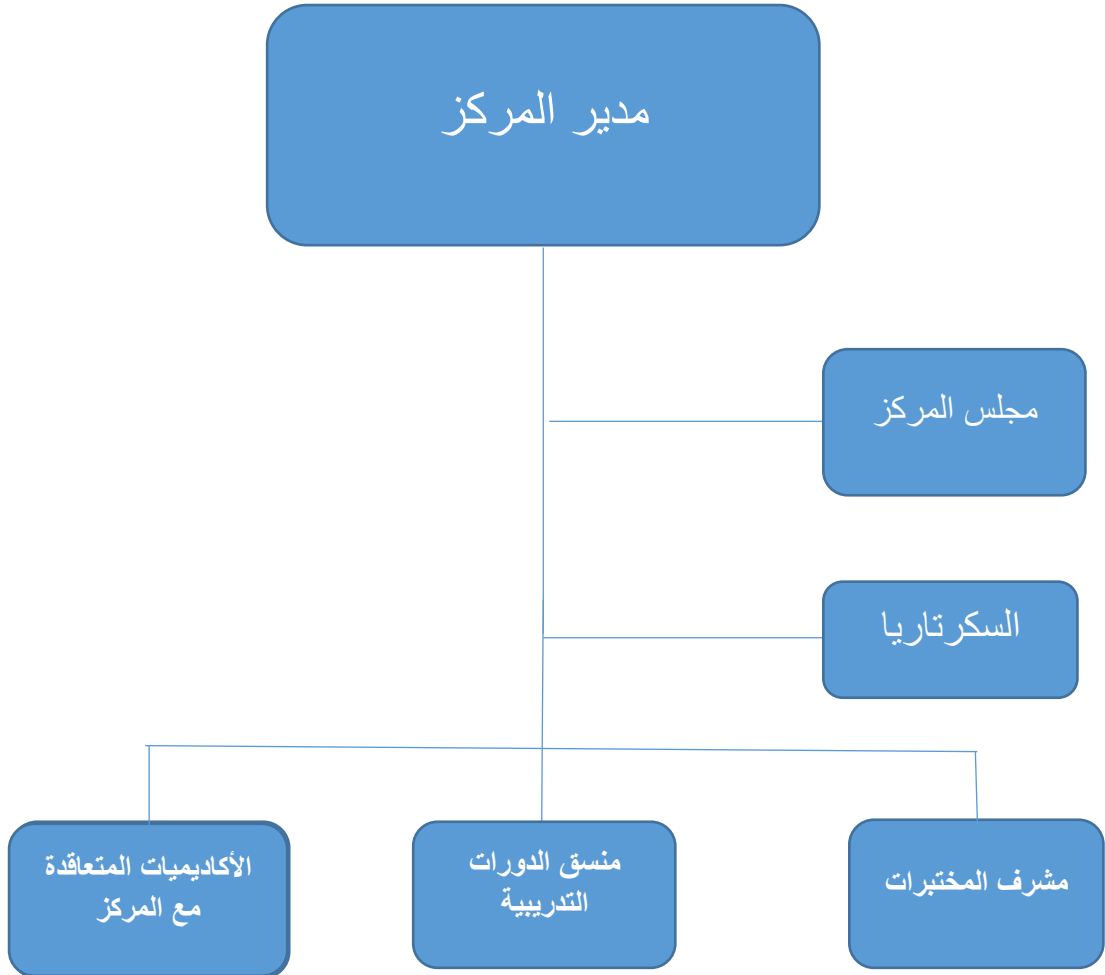 مدير المركز
مجلس المركز
السكرتاريا
مشرف المختبرات
منسق الدورات
التدريبية
الأكاديميات المتعاقدة
مع المركز